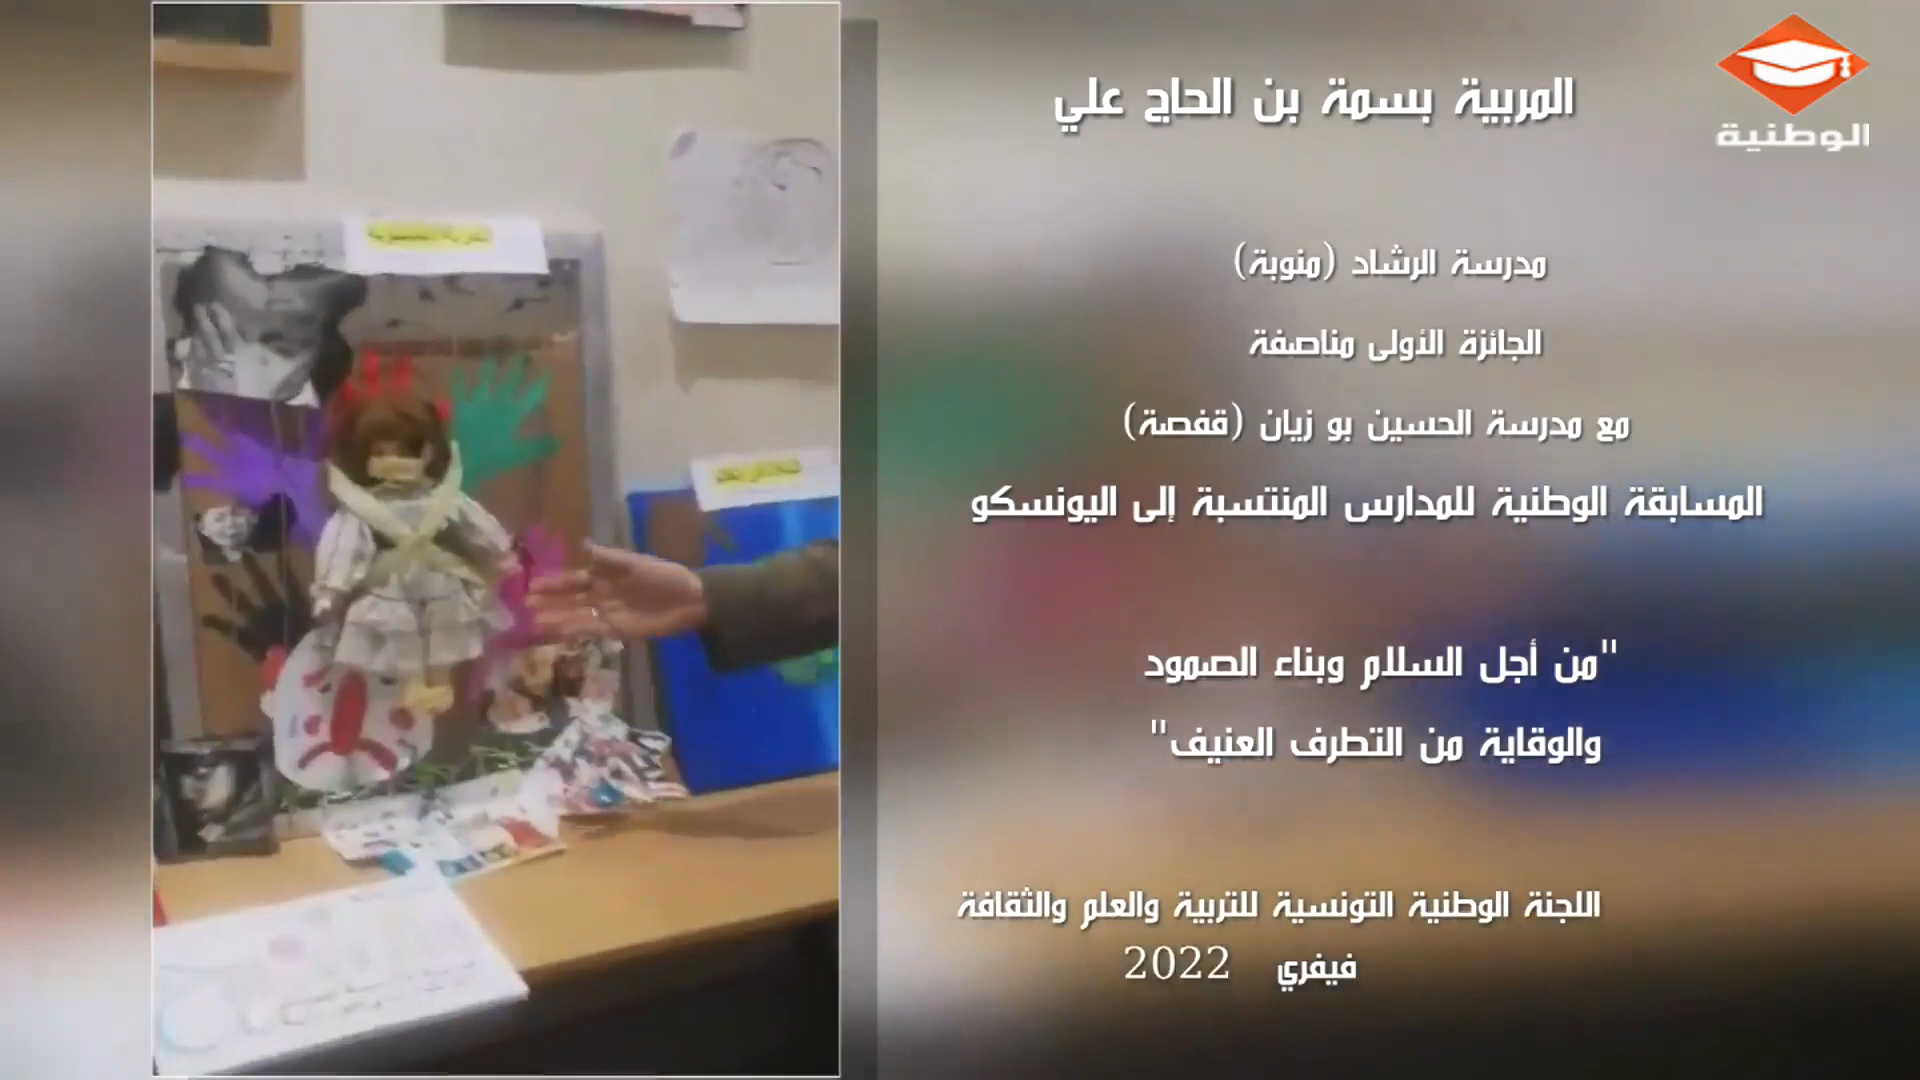 المربية بسمة بن الحاج علي
الوطنية
مدرسة الرشاد (منوبة)
الجائزة الأولى مناصفة
مع مدرسة الحسين بو زيان (قفصة)
المسابقة الوطنية للمدارس المنتسبة إلى اليونسكو
"من أجل السلام وبناء الصمود
والوقاية من التطرف العنيف"
اللجنة الوطنية التونسية للتربية والعلم والثقافة
فيفري 2022